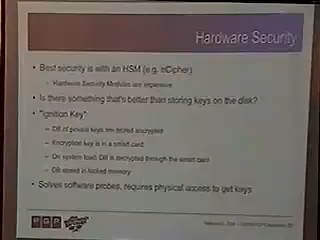 Hardware Security
• Best security is with an HSM (e.g. nCipher)
– Hardware Security Modules are expensive
• Is there something that's better than storing keys on the disk?
• "Ignition Key"
– DB of private keys are stored encrypted
– Encryption key is in a smart card
– On system load, DB is decrypted through the smart card
– DB stored in locked memory
• Solves software probes, requires physical access to get keys
PGP